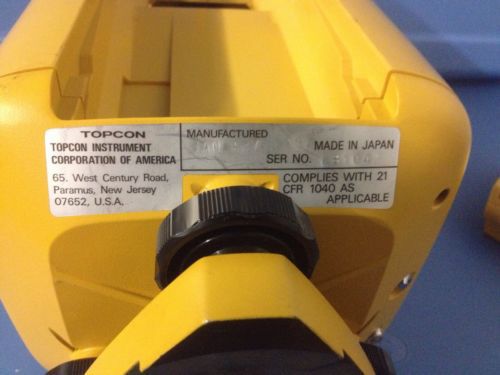 TOPCON
TOPCON INSTRUMENT
CORPORATION OF AMERICA
65. West Century Road,
Paramus, New Jersey
07652, U.S.A.
MANUFACTURED
MADE IN JAPAN
SER NO.
COMPLIES WITH 21
CFR 1040 AS
APPLICABLE